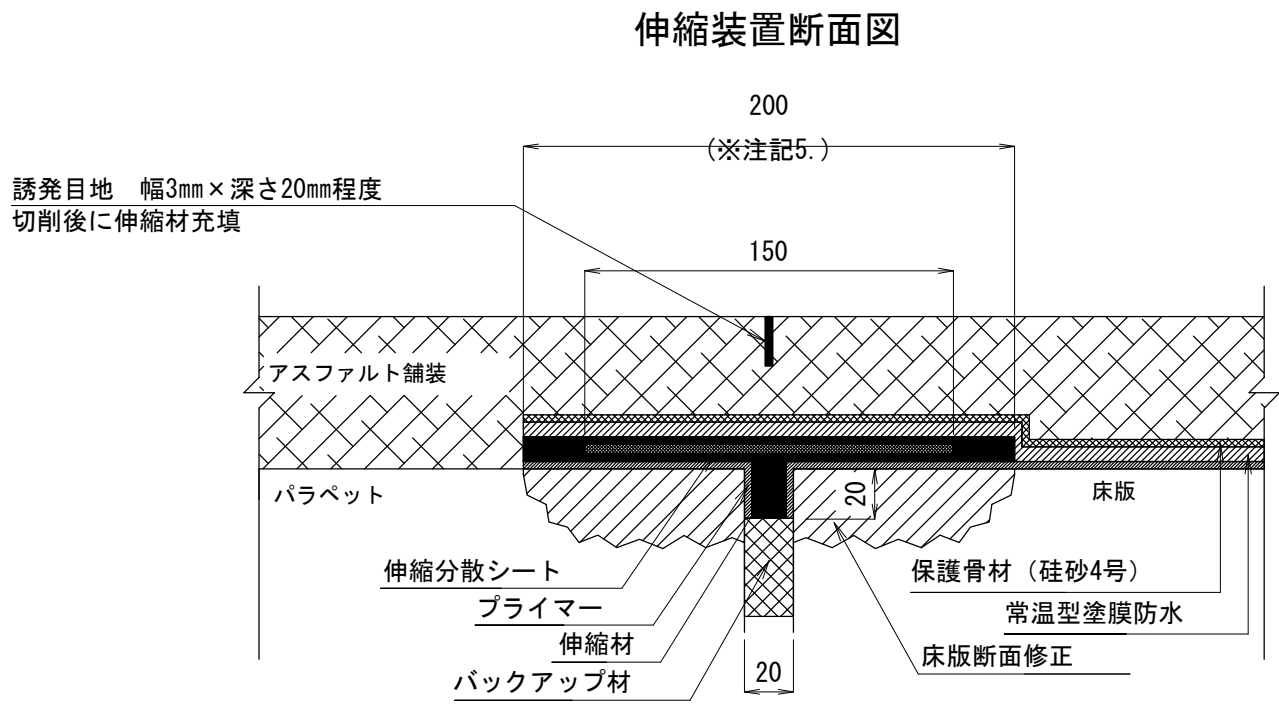 伸縮装置断面図
200
(※注記5.)
誘発目地　幅3㎜×深さ20㎜程度
切削後に伸縮材充填
150
アスファルト舗装
パラペット
20
床版
伸縮分散シート
保護骨材（硅砂4号）
プライマー
常温型塗膜防水
伸縮材
床版断面修正
バックアップ材
20